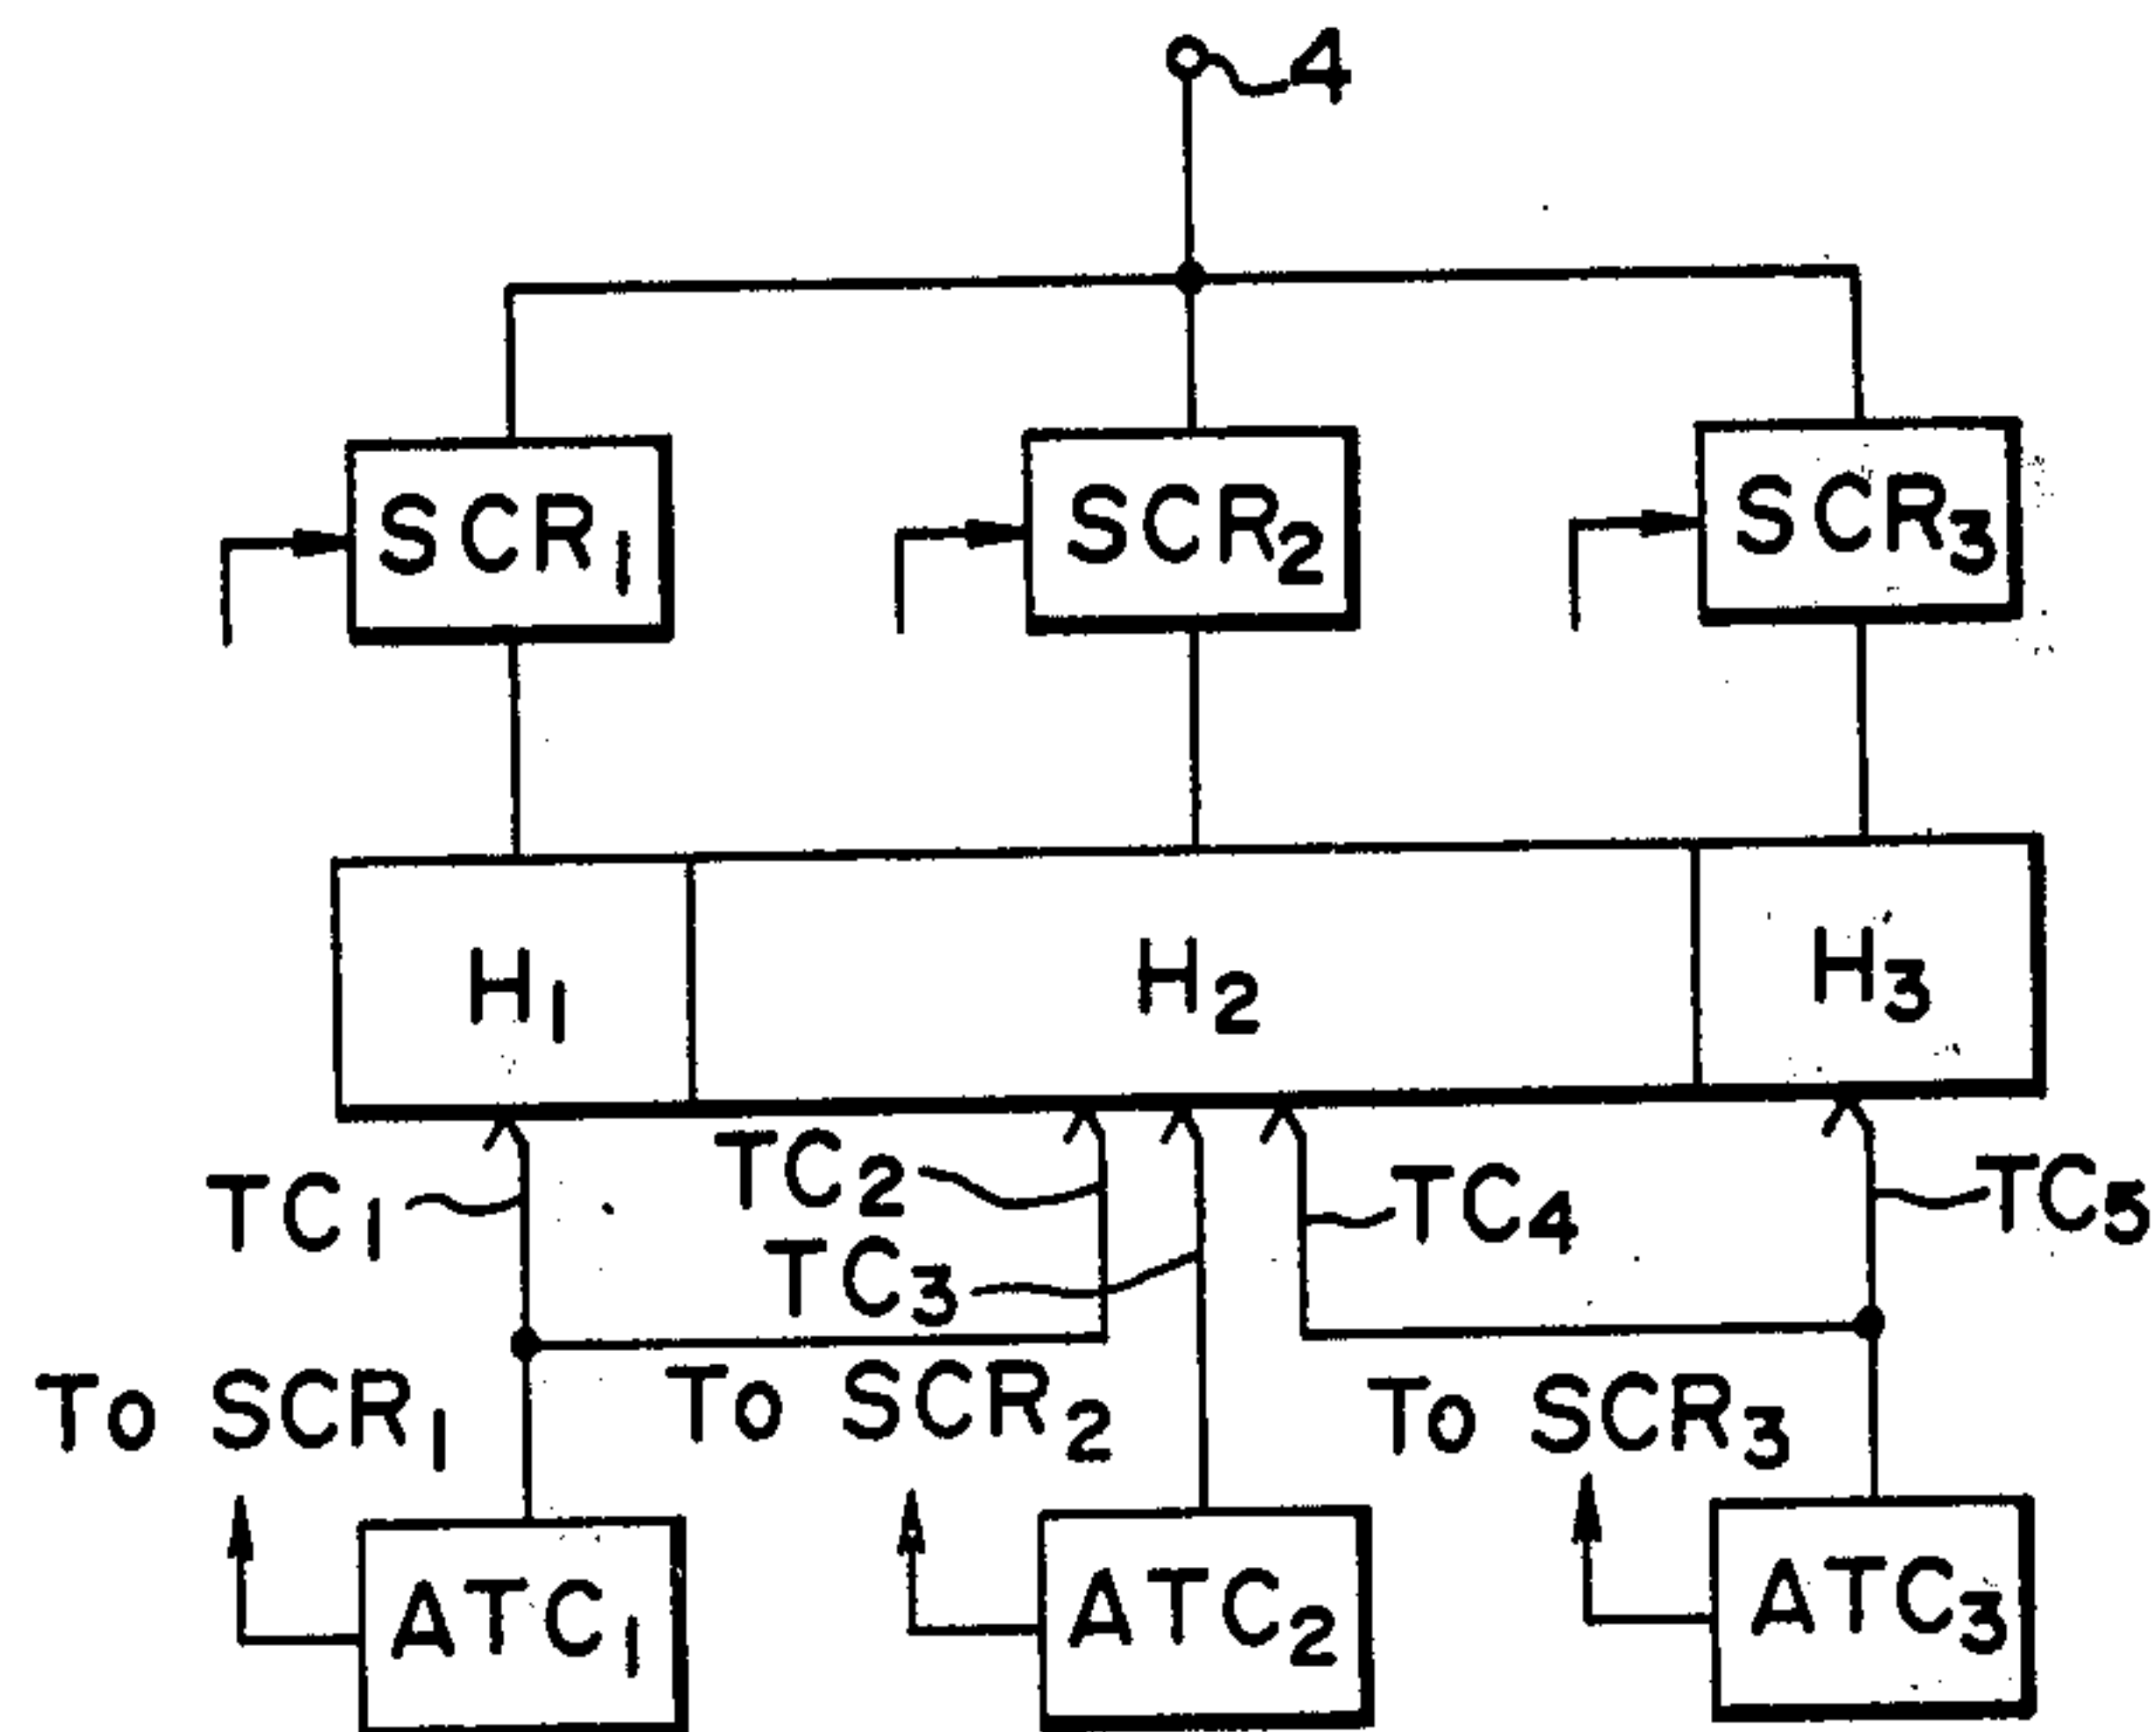 4
SCR1 SCR2 SCR3
H1 H2 H3
TC1 TC2 TC4 TC5
TC3
To SCR1 To SCR2 To SCR3
ATC1 ATC2 ATC3